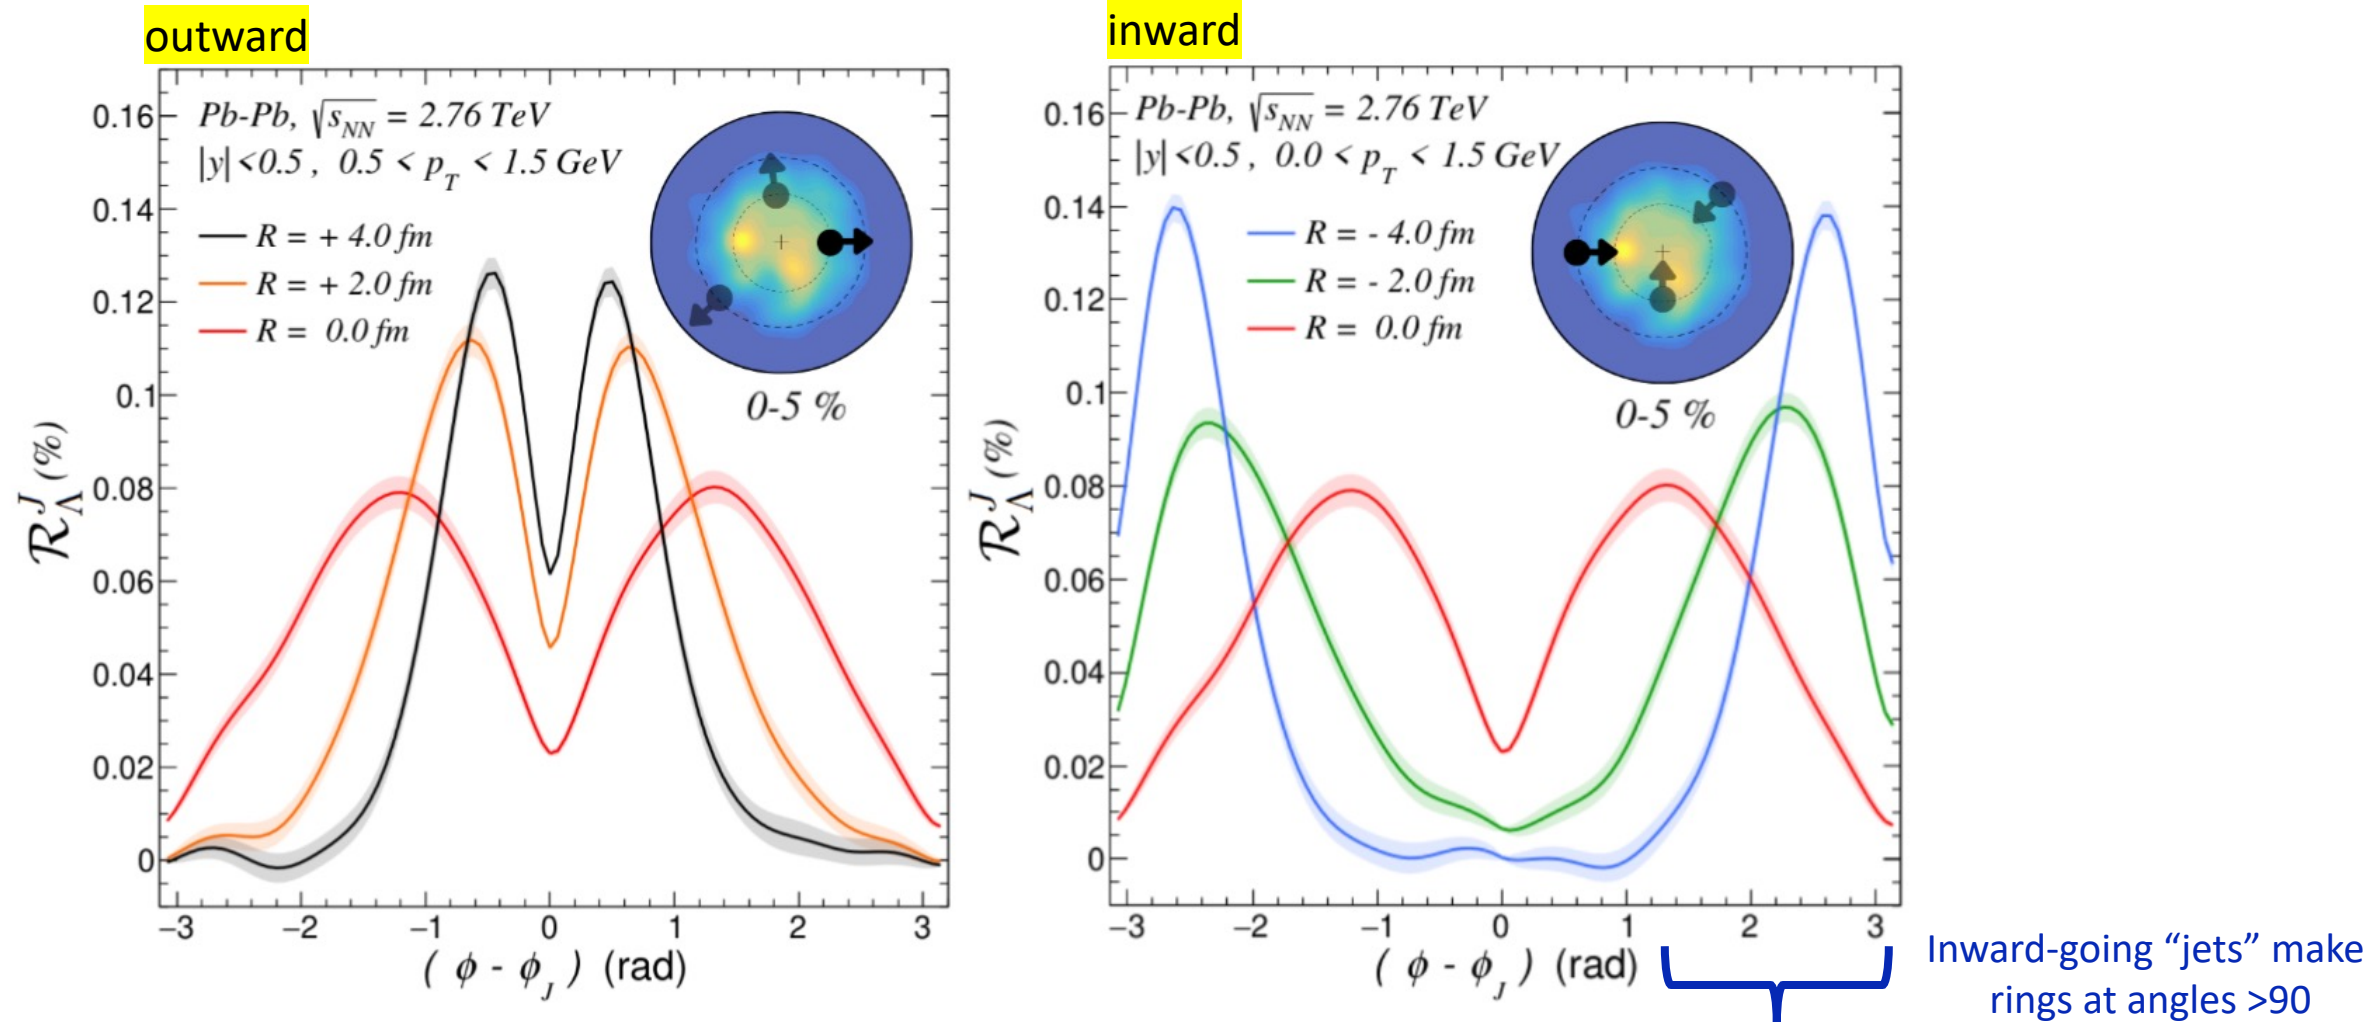 outward
Pb-Pb, √s_NN = 2.76 TeV
|y|<0.5 , 0.5 < p_T < 1.5 GeV
R = + 4.0 fm
R = + 2.0 fm
R = 0.0 fm
0-5 %
0.16
0.14
0.12
0.1
0.08
0.06
0.04
0.02
0
R^J_Λ (%)
−3 −2 −1 0 1 2 3
( ϕ - ϕ_J ) (rad)
inward
Pb-Pb, √s_NN = 2.76 TeV
|y|<0.5 , 0.0 < p_T < 1.5 GeV
R = - 4.0 fm
R = - 2.0 fm
R = 0.0 fm
0-5 %
0.16
0.14
0.12
0.1
0.08
0.06
0.04
0.02
0
R^J_Λ (%)
−3 −2 −1 0 1 2 3
( ϕ - ϕ_J ) (rad)
Inward-going “jets” make
rings at angles >90